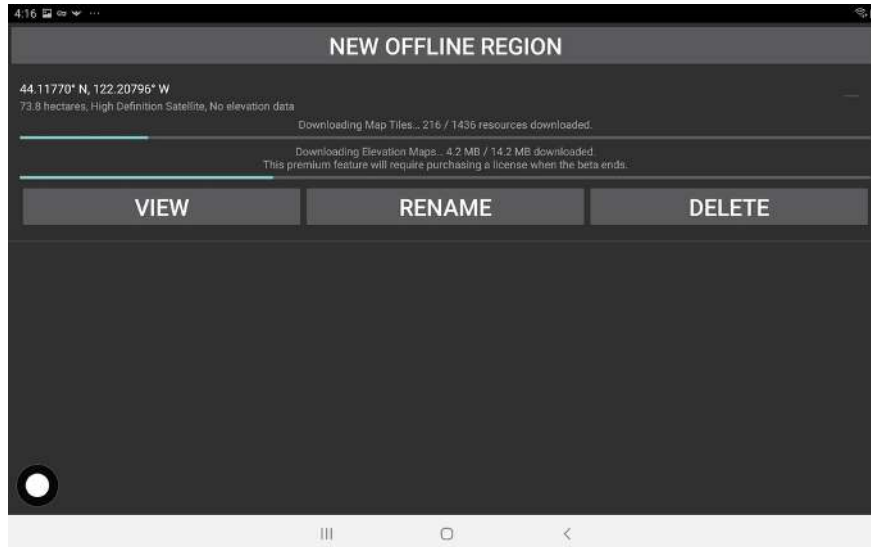 4:16
NEW OFFLINE REGION
44.11770° N, 122.20796° W
73.8 hectares, High Definition Satellite, No elevation data
Downloading Map Tiles... 216 / 1436 resources downloaded.
Downloading Elevation Maps... 4.2 MB / 14.2 MB downloaded.
This premium feature will require purchasing a license when the beta ends.
VIEW RENAME DELETE